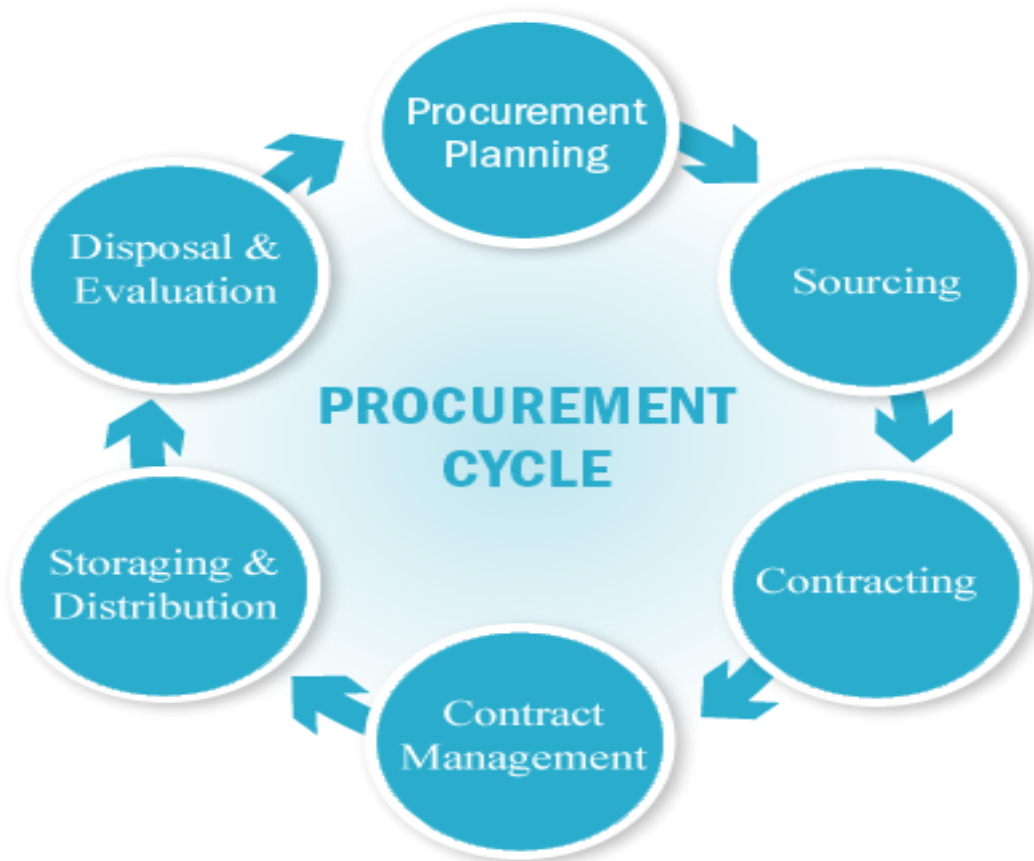 Procurement
Planning
Sourcing
Contracting
Contract
Management
Storaging &
Distribution
Disposal &
Evaluation
PROCUREMENT
CYCLE